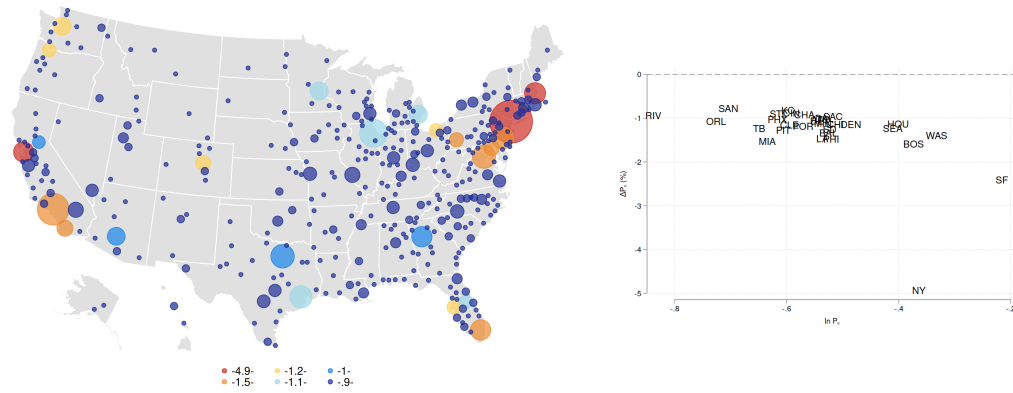 -4.9- -1.2- -1-
-1.5- -1.1- -.9-
ΔPₙ (%)
0
-1
-2
-3
-4
-5
RIV
SAN
ORL
TB
MIA
KC
PIT
POR
SAC
DEN
HOU
SEA
WAS
BOS
PHI
SF
NY
-.8 -.6 -.4
ln Pₙ